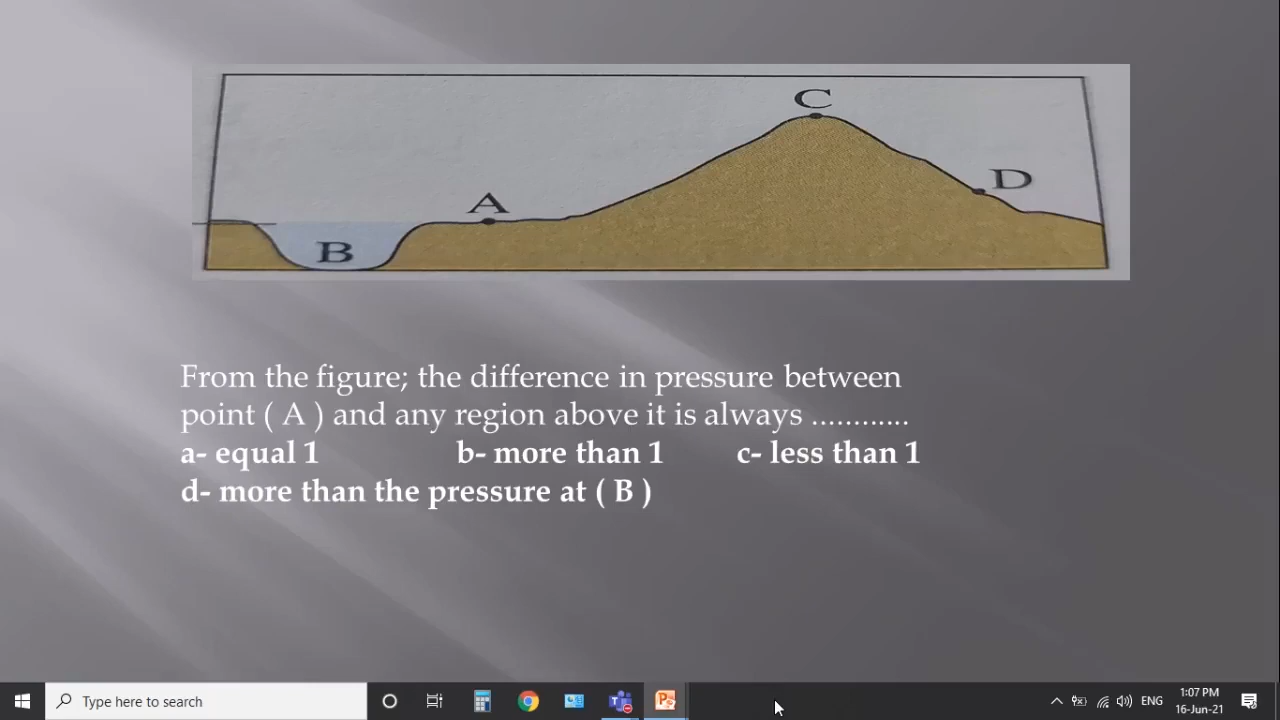 C
D
A
B
From the figure; the difference in pressure between
point ( A ) and any region above it is always ............
a- equal 1 b- more than 1 c- less than 1
d- more than the pressure at ( B )
Type here to search
ENG
1:07 PM
16-Jun-21